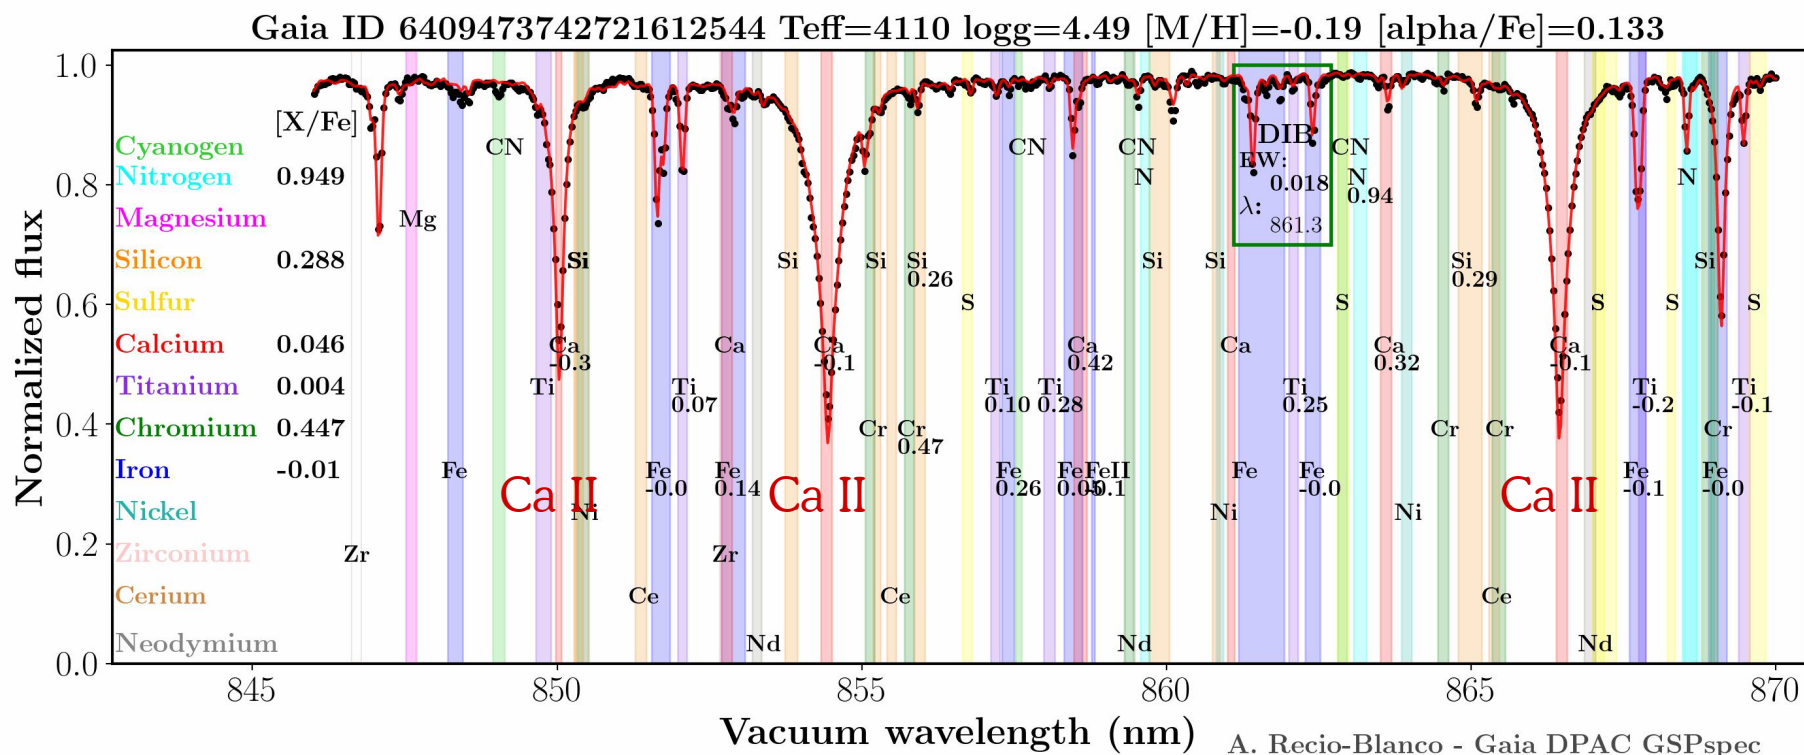 Gaia ID 6409473742721612544 Teff=4110 logg=4.49 [M/H]=-0.19 [alpha/Fe]=0.133
Normalized flux
1.0
0.8
0.6
0.4
0.2
0.0
[X/Fe]
Cyanogen CN CN CN DIB CN
EW:
Nitrogen 0.949 N 0.018 N N
0.94
Magnesium Mg λ:
861.3
Silicon 0.288 Si Si Si Si Si Si Si Si
0.26 0.29
Sulfur S S S S S
Calcium 0.046 Ca Ca Ca Ca Ca Ca Ca
-0.3 -0.1 0.42 0.32 -0.1
Titanium 0.004 Ti Ti Ti Ti Ti Ti Ti
0.07 0.10 0.28 0.25 -0.2 -0.1
Chromium 0.447 Cr Cr Cr Cr Cr
0.47
Iron -0.01 Fe Fe Fe Fe Fe FeII Fe Fe Fe Fe
-0.0 0.14 0.26 0.05 -0.1 -0.0 -0.1 -0.0
Ca II Ca II Ca II
Nickel Ni Ni Ni
Zirconium Zr Zr
Cerium Ce Ce Ce
Neodymium Nd Nd Nd
845 850 855 860 865 870
Vacuum wavelength (nm)
A. Recio-Blanco - Gaia DPAC GSPspec